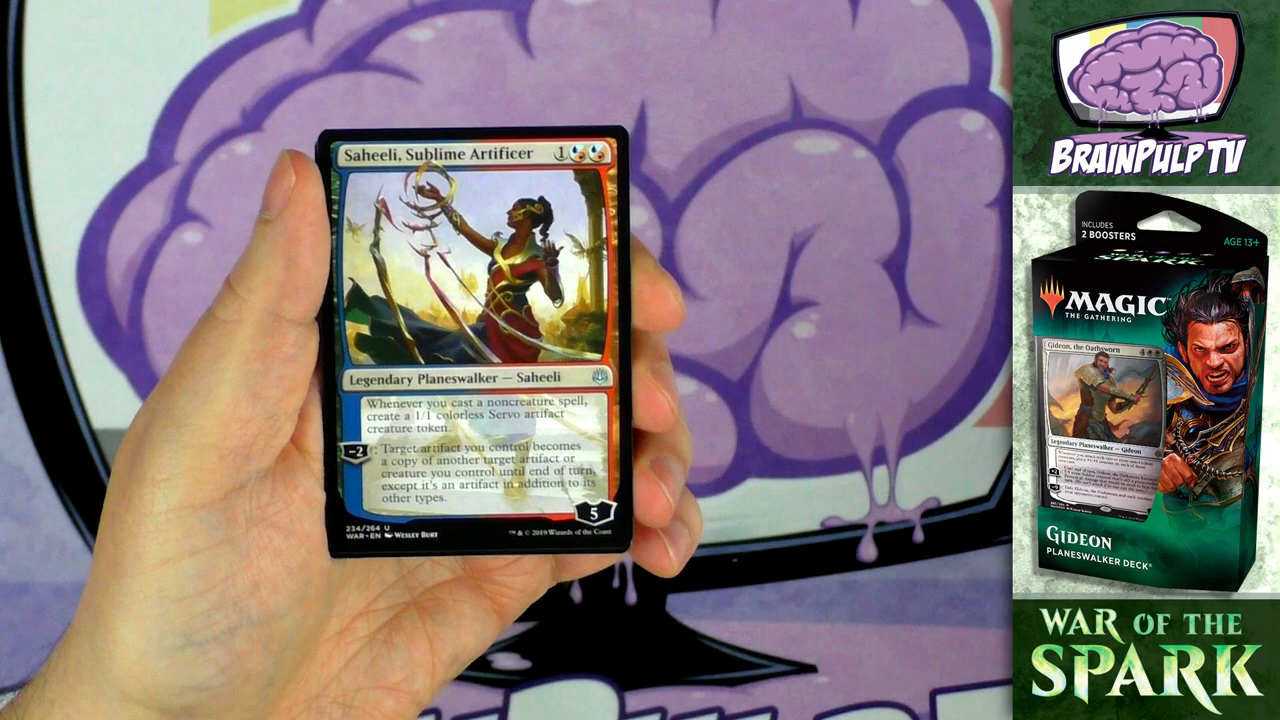 Saheeli, Sublime Artificer 1
Legendary Planeswalker — Saheeli
Whenever you cast a noncreature spell,
create a 1/1 colorless Servo artifact
creature token.
−2: Target artifact you control becomes
a copy of another target artifact or
creature you control until end of turn,
except it's an artifact in addition to its
other types.
5
234/264 U
WAR • EN Wesley Burt
™ & © 2019 Wizards of the Coast
BRAINPULP TV
INCLUDES
2 BOOSTERS
AGE 13+
SPARK
MAGIC
THE GATHERING
Gideon, the Oathsworn 4
Legendary Planeswalker — Gideon
GIDEON
PLANESWALKER DECK®
WAR OF THE
SPARK